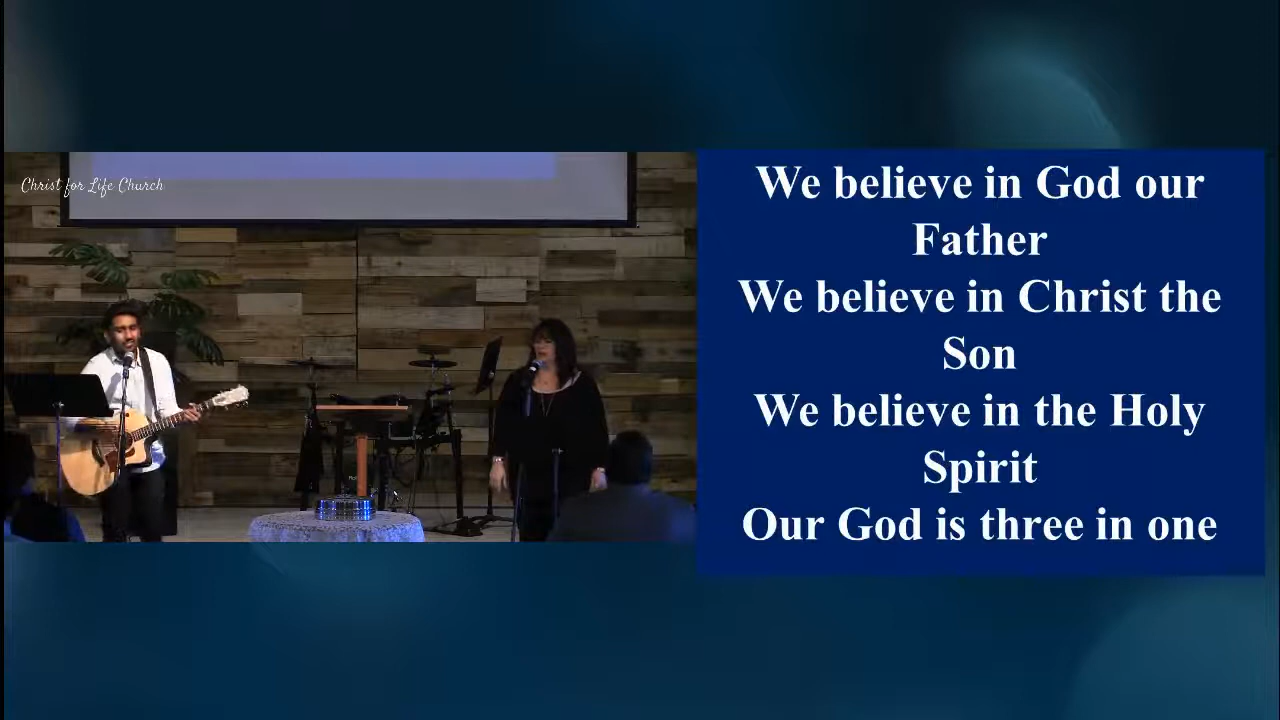 Christ for Life Church
We believe in God our
Father
We believe in Christ the
Son
We believe in the Holy
Spirit
Our God is three in one